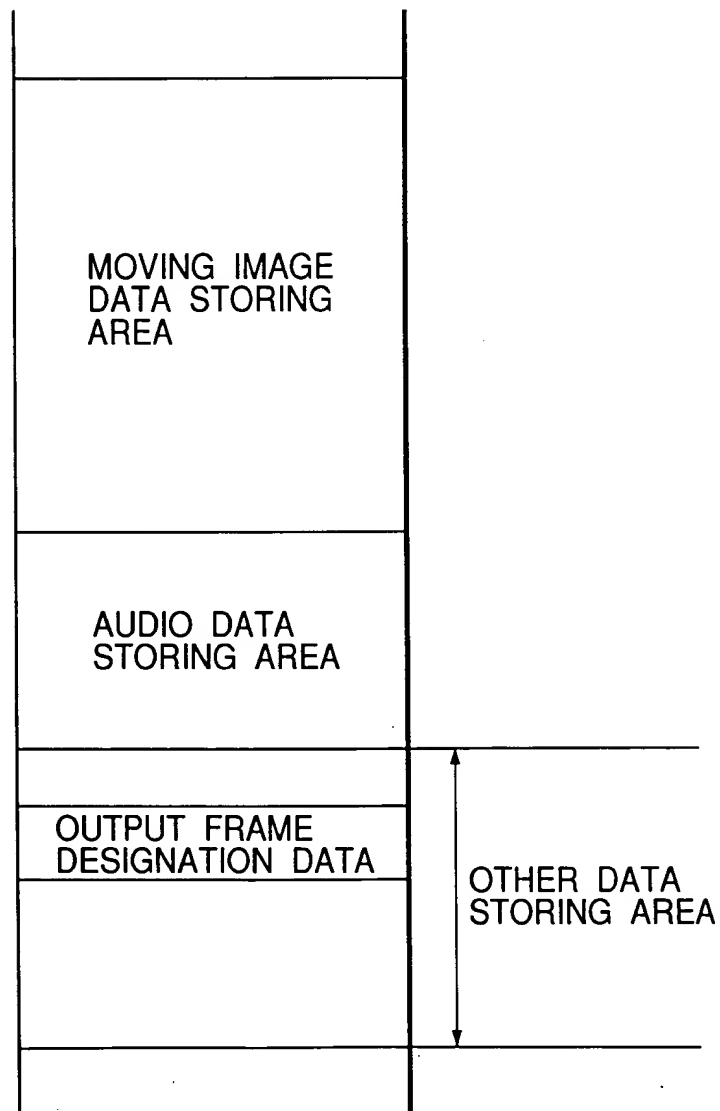 MOVING IMAGE
DATA STORING
AREA
AUDIO DATA
STORING AREA
OUTPUT FRAME
DESIGNATION DATA
OTHER DATA
STORING AREA